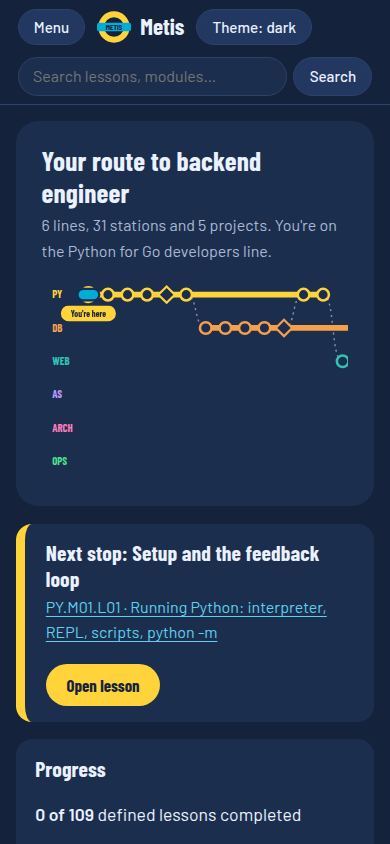 Menu
METIS
Metis
Theme: dark
Search lessons, modules...
Search
Your route to backend
engineer
6 lines, 31 stations and 5 projects. You're on
the Python for Go developers line.
PY
You're here
DB
WEB
AS
ARCH
OPS
Next stop: Setup and the feedback
loop
PY.M01.L01 · Running Python: interpreter,
REPL, scripts, python -m
Open lesson
Progress
0 of 109 defined lessons completed